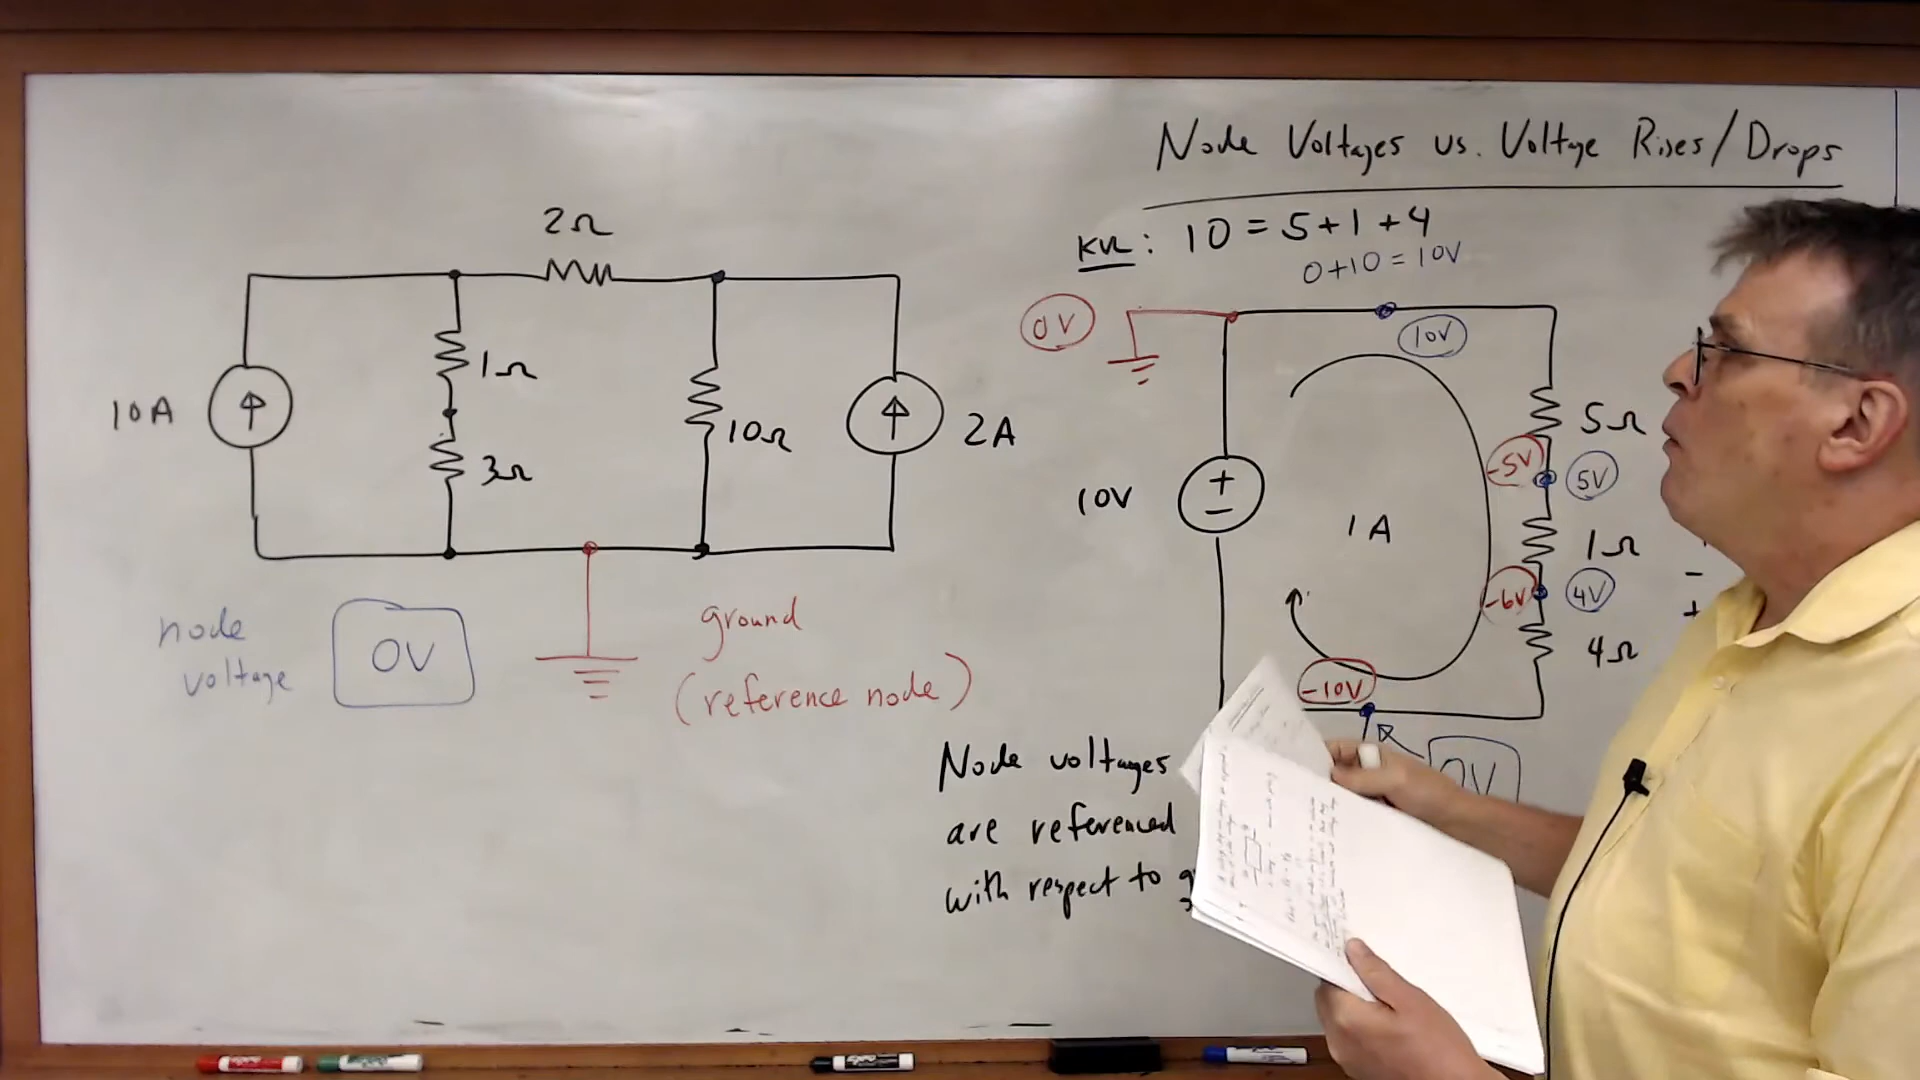 Node Voltages vs. Voltage Rises/Drops
KVL: 10 = 5+1+4
0+10=10V
2Ω
10A
1Ω
3Ω
10Ω
2A
node
voltage
0V
ground
(reference node)
0V
10V
10V
+
-
1A
5Ω
-5V
5V
1Ω
-6V
4V
4Ω
-10V
0V
-
+
Node voltages
are referenced
with respect to